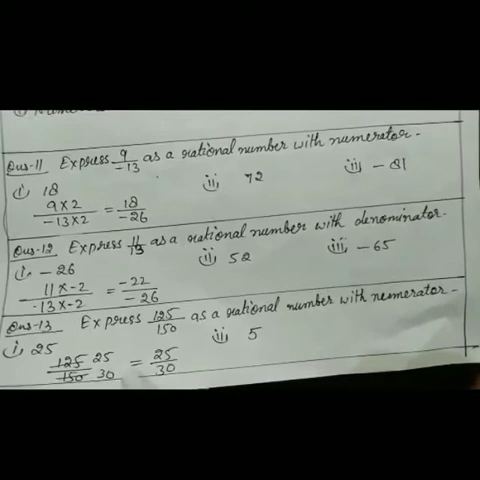 Qus-11 Express 9/-13 as a rational number with numerator-
(i) 18 (ii) 72 (iii) -81
9×2/-13×2 = 18/-26
Qus-12 Express 11/13 as a rational number with denominator-
(i) -26 (ii) 52 (iii) -65
11×-2/13×-2 = -22/-26
Qus-13 Express 125/150 as a rational number with numerator-
(i) 25 (ii) 5
125 25/150 30 = 25/30